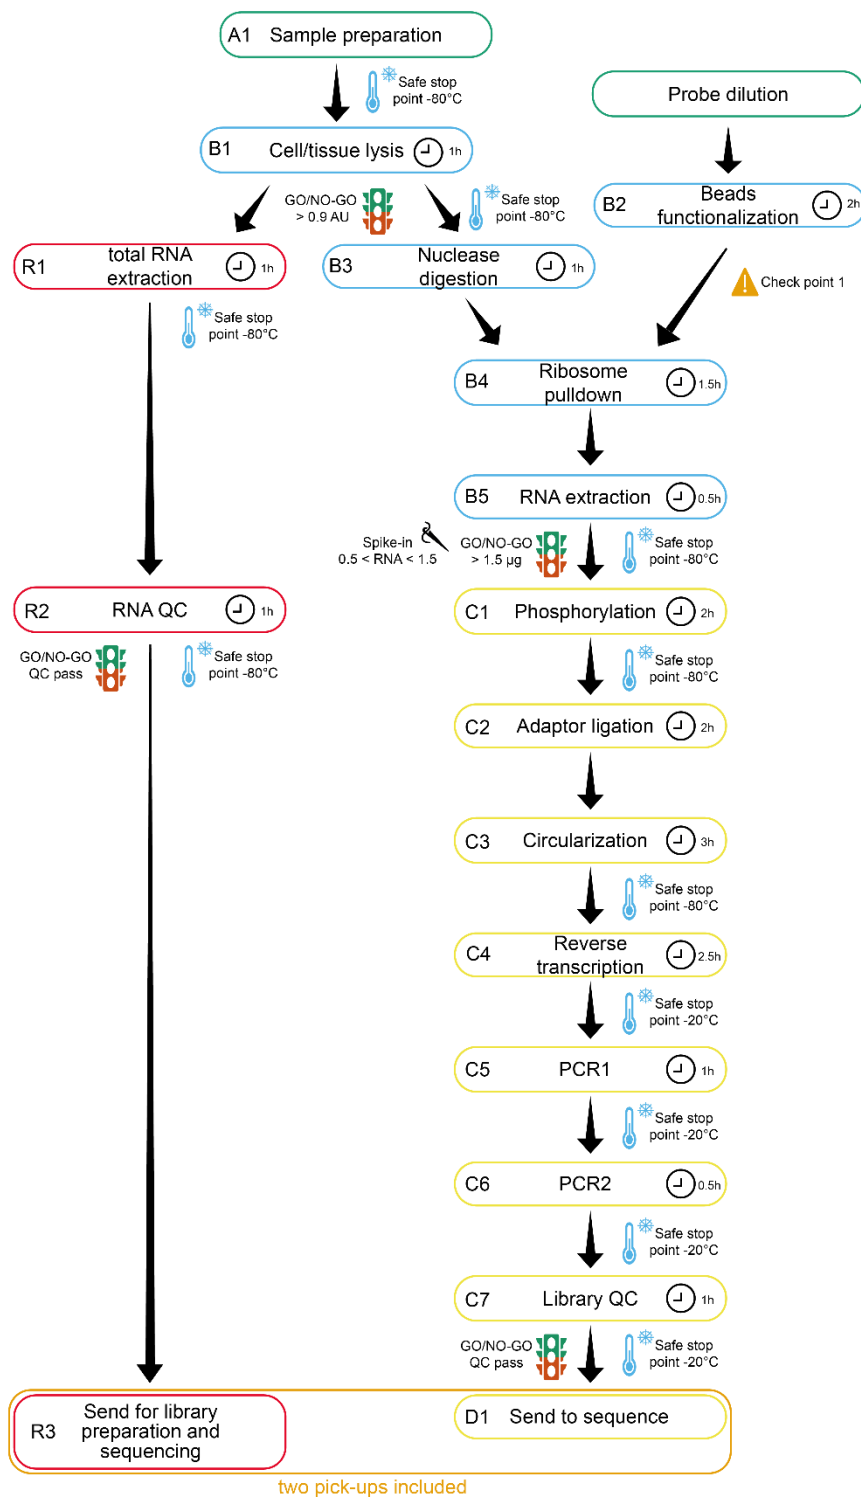 A1 Sample preparation
Safe stop
point -80°C
Probe dilution
B1 Cell/tissue lysis 1h
GO/NO-GO
> 0.9 AU
Safe stop
point -80°C
B2 Beads
functionalization 2h
R1 total RNA
extraction 1h
B3 Nuclease
digestion 1h
Check point 1
Safe stop
point -80°C
B4 Ribosome
pulldown 1.5h
B5 RNA extraction 0.5h
Spike-in
0.5 < RNA < 1.5
GO/NO-GO
> 1.5 µg
Safe stop
point -80°C
R2 RNA QC 1h
C1 Phosphorylation 2h
GO/NO-GO
QC pass
Safe stop
point -80°C
Safe stop
point -80°C
C2 Adaptor ligation 2h
C3 Circularization 3h
Safe stop
point -80°C
C4 Reverse
transcription 2.5h
Safe stop
point -20°C
C5 PCR1 1h
Safe stop
point -20°C
C6 PCR2 0.5h
Safe stop
point -20°C
C7 Library QC 1h
GO/NO-GO
QC pass
Safe stop
point -20°C
R3 Send for library
preparation and
sequencing
D1 Send to sequence
two pick-ups included